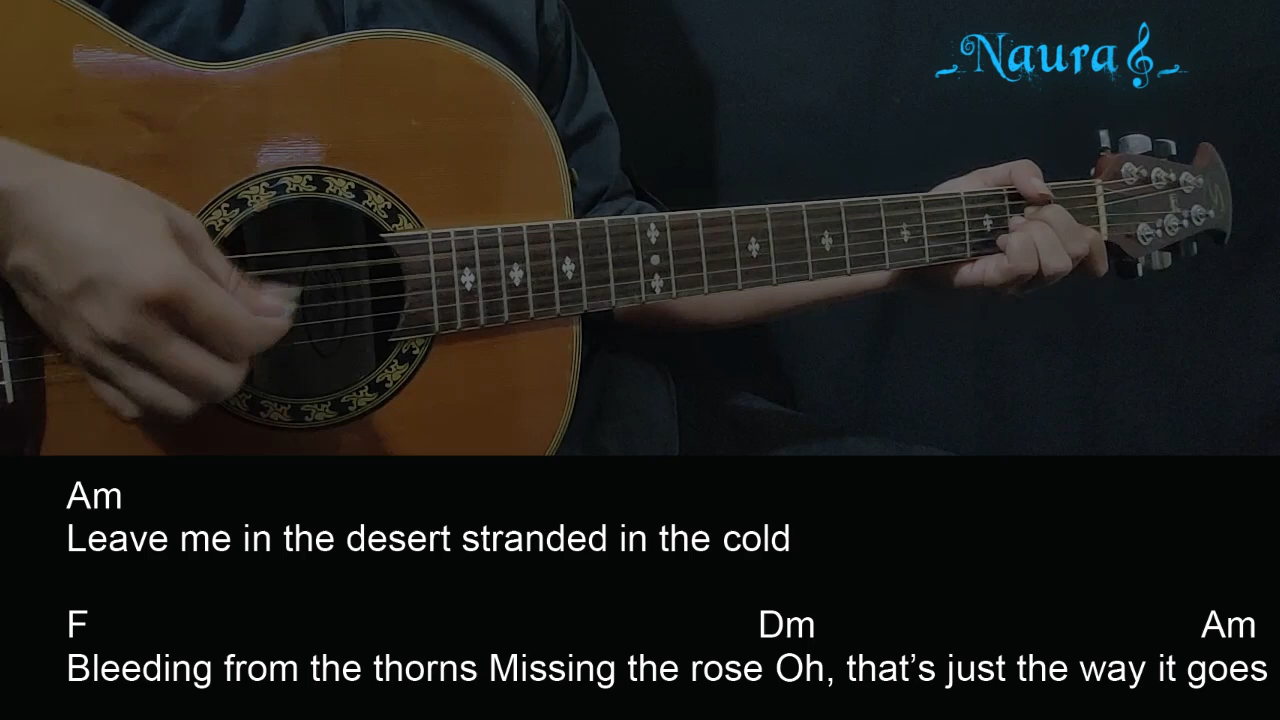 Naura
Am
Leave me in the desert stranded in the cold
F Dm Am
Bleeding from the thorns Missing the rose Oh, that’s just the way it goes